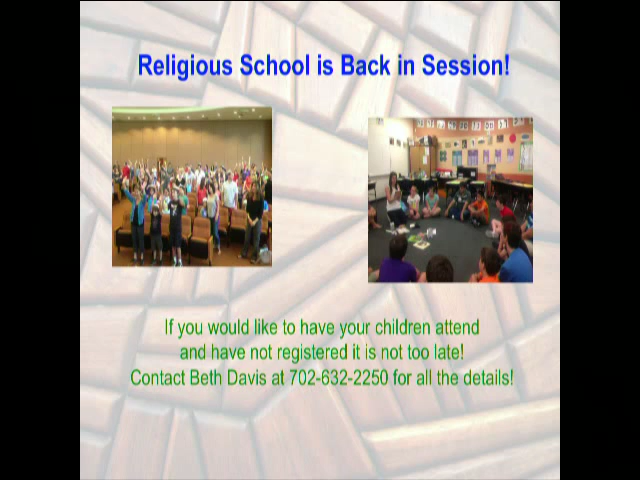 Religious School is Back in Session!
If you would like to have your children attend
and have not registered it is not too late!
Contact Beth Davis at 702-632-2250 for all the details!